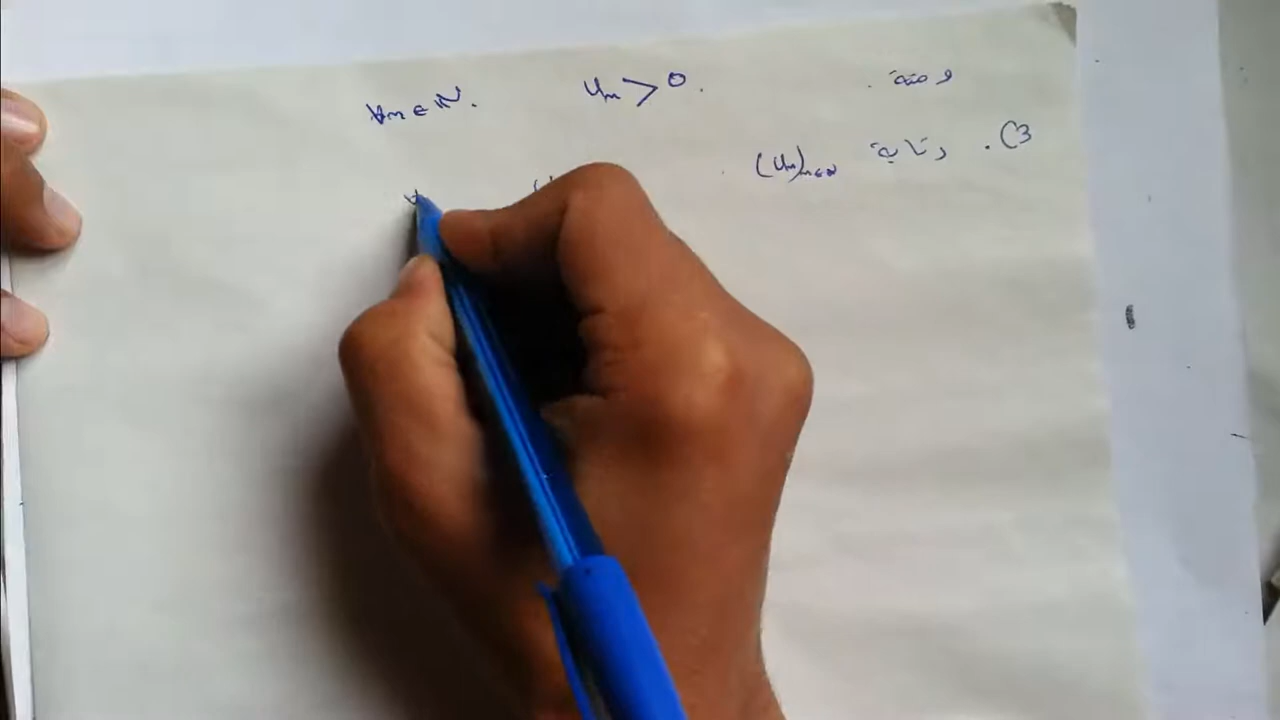 ومنه . uₙ > 0 . ∀n ∈ ℕ.
3) . رتابة (uₙ)ₙ∈ℕ
∀